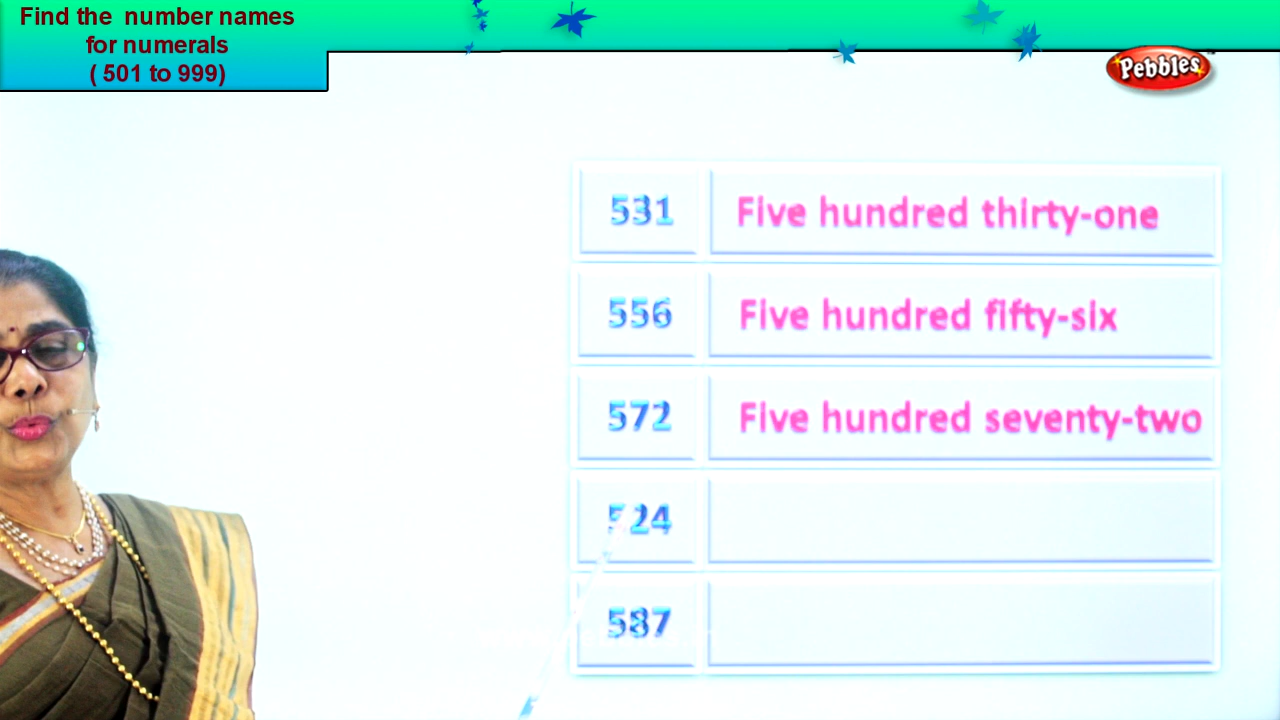 Find the number names
for numerals
( 501 to 999)
Pebbles
531 Five hundred thirty-one
556 Five hundred fifty-six
572 Five hundred seventy-two
524
587